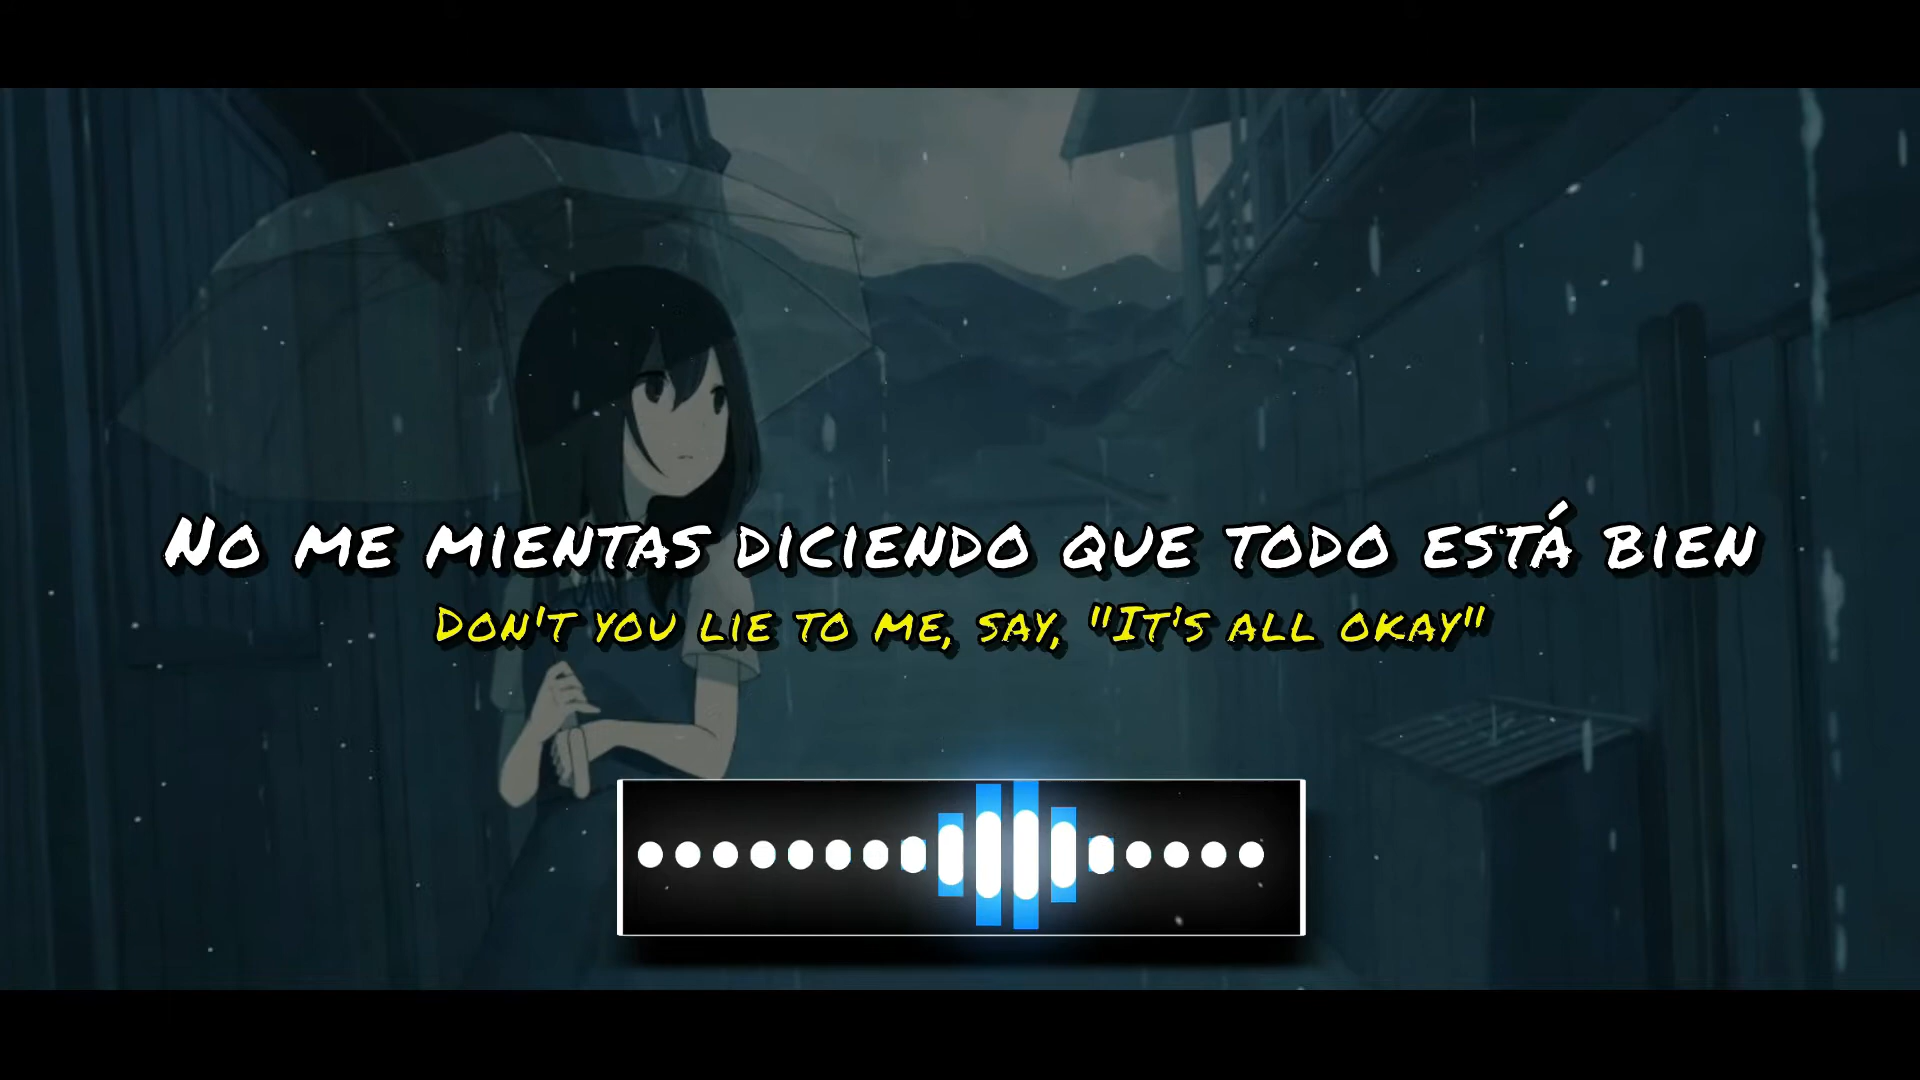 No me mientas diciendo que todo está bien
Don't you lie to me, say, "It's all okay"